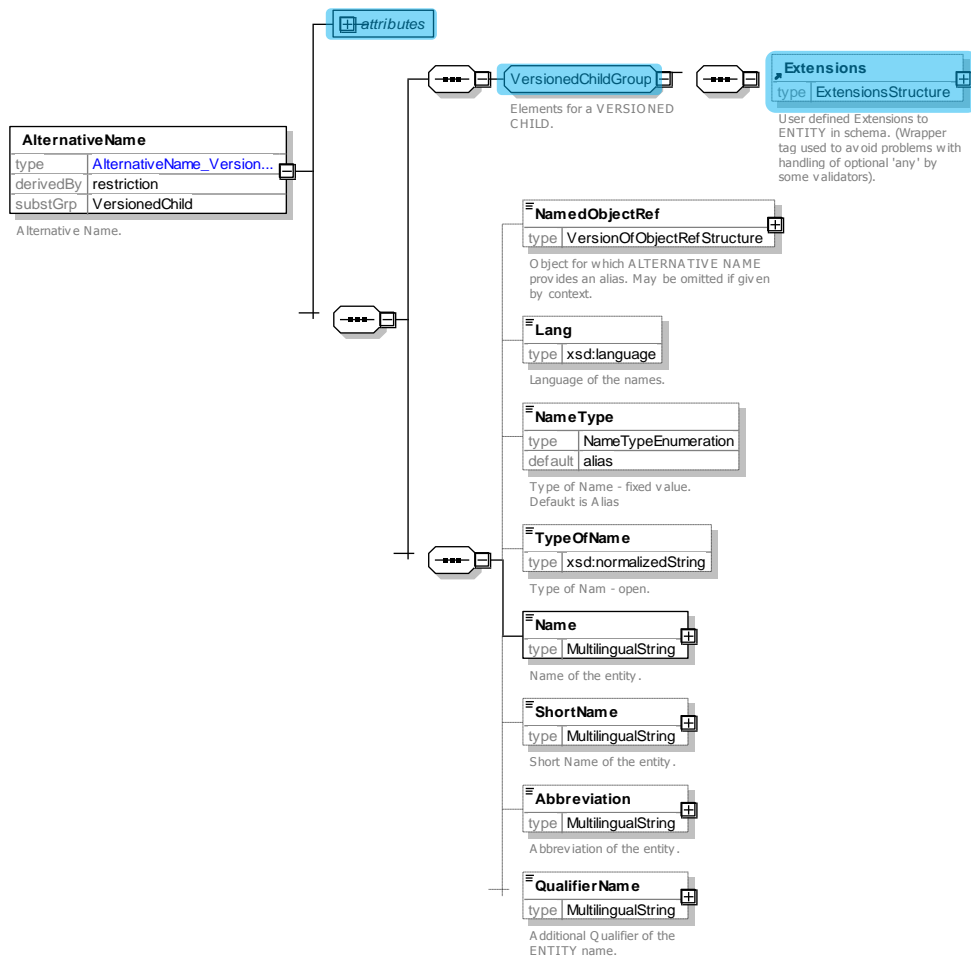 attributes
VersionedChildGroup
Elements for a VERSIONED
CHILD.
Extensions
type ExtensionsStructure
User defined Extensions to
ENTITY in schema. (Wrapper
tag used to avoid problems with
handling of optional 'any' by
some validators).
AlternativeName
type AlternativeName_Version...
derivedBy restriction
substGrp VersionedChild
Alternative Name.
NamedObjectRef
type VersionOfObjectRefStructure
Object for which ALTERNATIVE NAME
provides an alias. May be omitted if given
by context.
Lang
type xsd:language
Language of the names.
NameType
type NameTypeEnumeration
default alias
Type of Name - fixed value.
Defaukt is Alias
TypeOfName
type xsd:normalizedString
Type of Nam - open.
Name
type MultilingualString
Name of the entity.
ShortName
type MultilingualString
Short Name of the entity.
Abbreviation
type MultilingualString
Abbreviation of the entity.
QualifierName
type MultilingualString
Additional Qualifier of the
ENTITY name.